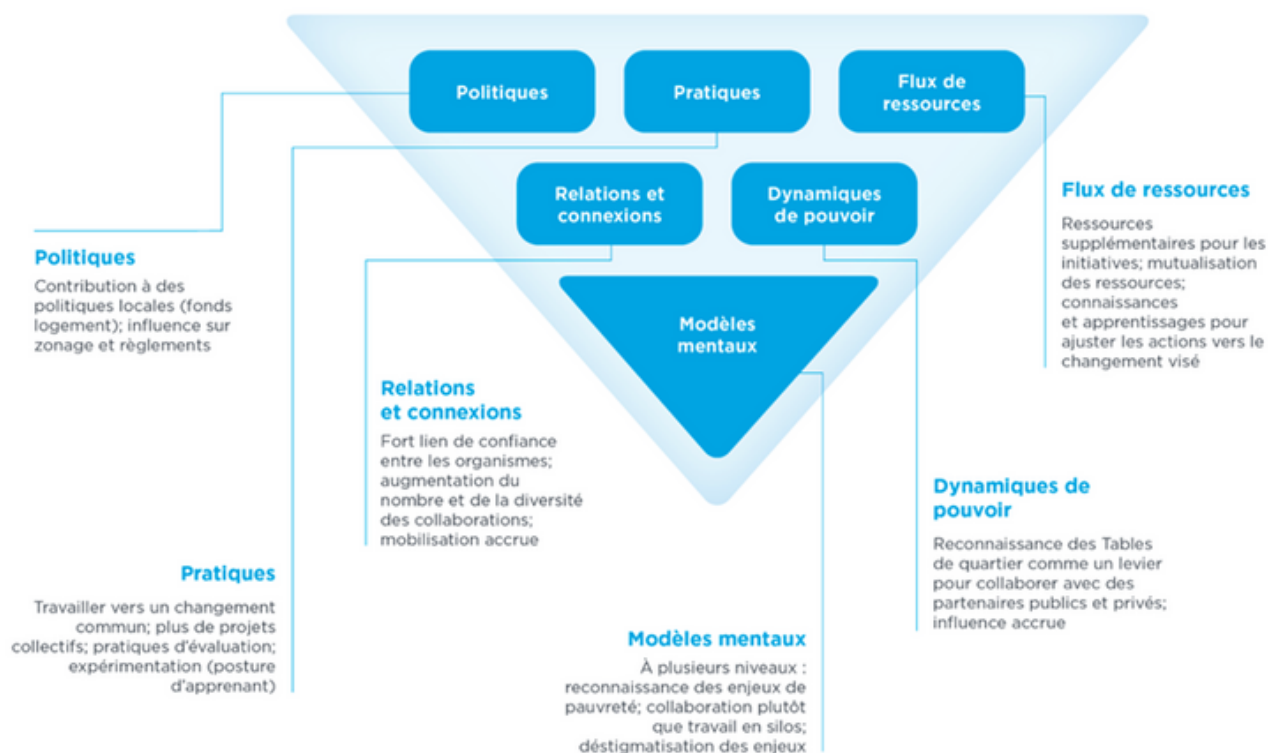 Politiques
Pratiques
Flux de
ressources
Relations et
connexions
Dynamiques
de pouvoir
Modèles
mentaux
Politiques
Contribution à des
politiques locales (fonds
logement); influence sur
zonage et règlements
Pratiques
Travailler vers un changement
commun; plus de projets
collectifs; pratiques d'évaluation;
expérimentation (posture
d'apprenant)
Relations
et connexions
Fort lien de confiance
entre les organismes;
augmentation du
nombre et de la diversité
des collaborations;
mobilisation accrue
Modèles mentaux
À plusieurs niveaux :
reconnaissance des enjeux de
pauvreté; collaboration plutôt
que travail en silos;
déstigmatisation des enjeux
Dynamiques de
pouvoir
Reconnaissance des Tables
de quartier comme un levier
pour collaborer avec des
partenaires publics et privés;
influence accrue
Flux de ressources
Ressources
supplémentaires pour les
initiatives; mutualisation
des ressources;
connaissances
et apprentissages pour
ajuster les actions vers le
changement visé